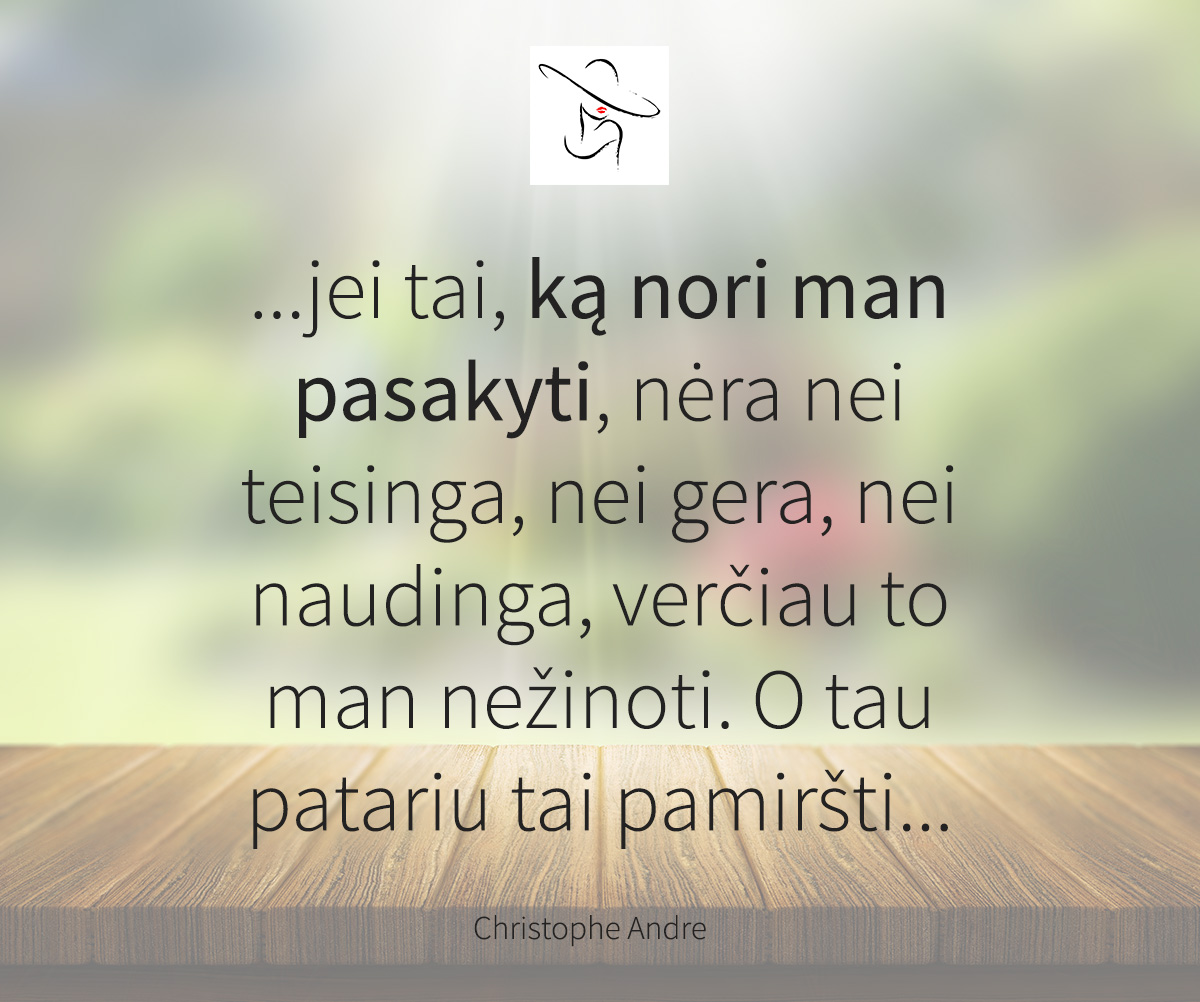 ...jei tai, ką nori man
pasakyti, nėra nei
teisinga, nei gera, nei
naudinga, verčiau to
man nežinoti. O tau
patariu tai pamiršti...
Christophe Andre